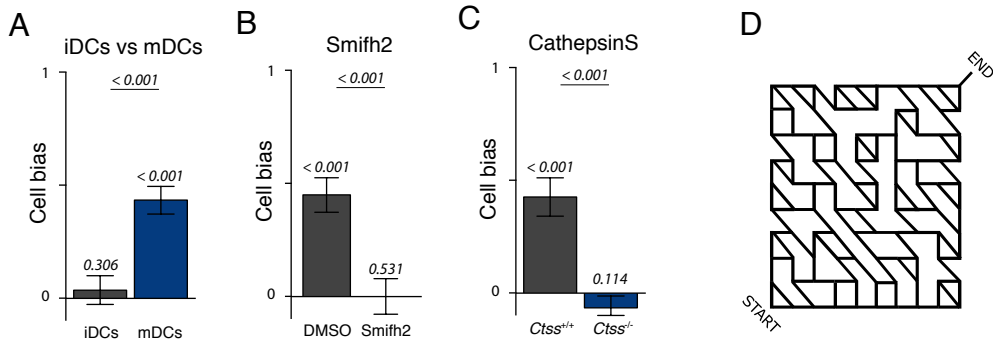 A
iDCs vs mDCs
< 0.001
< 0.001
0.306
1
0
Cell bias
iDCs mDCs
B
Smifh2
< 0.001
< 0.001
0.531
1
0
Cell bias
DMSO Smifh2
C
CathepsinS
< 0.001
< 0.001
0.114
1
0
Cell bias
Ctss+/+ Ctss-/-
D
END
START